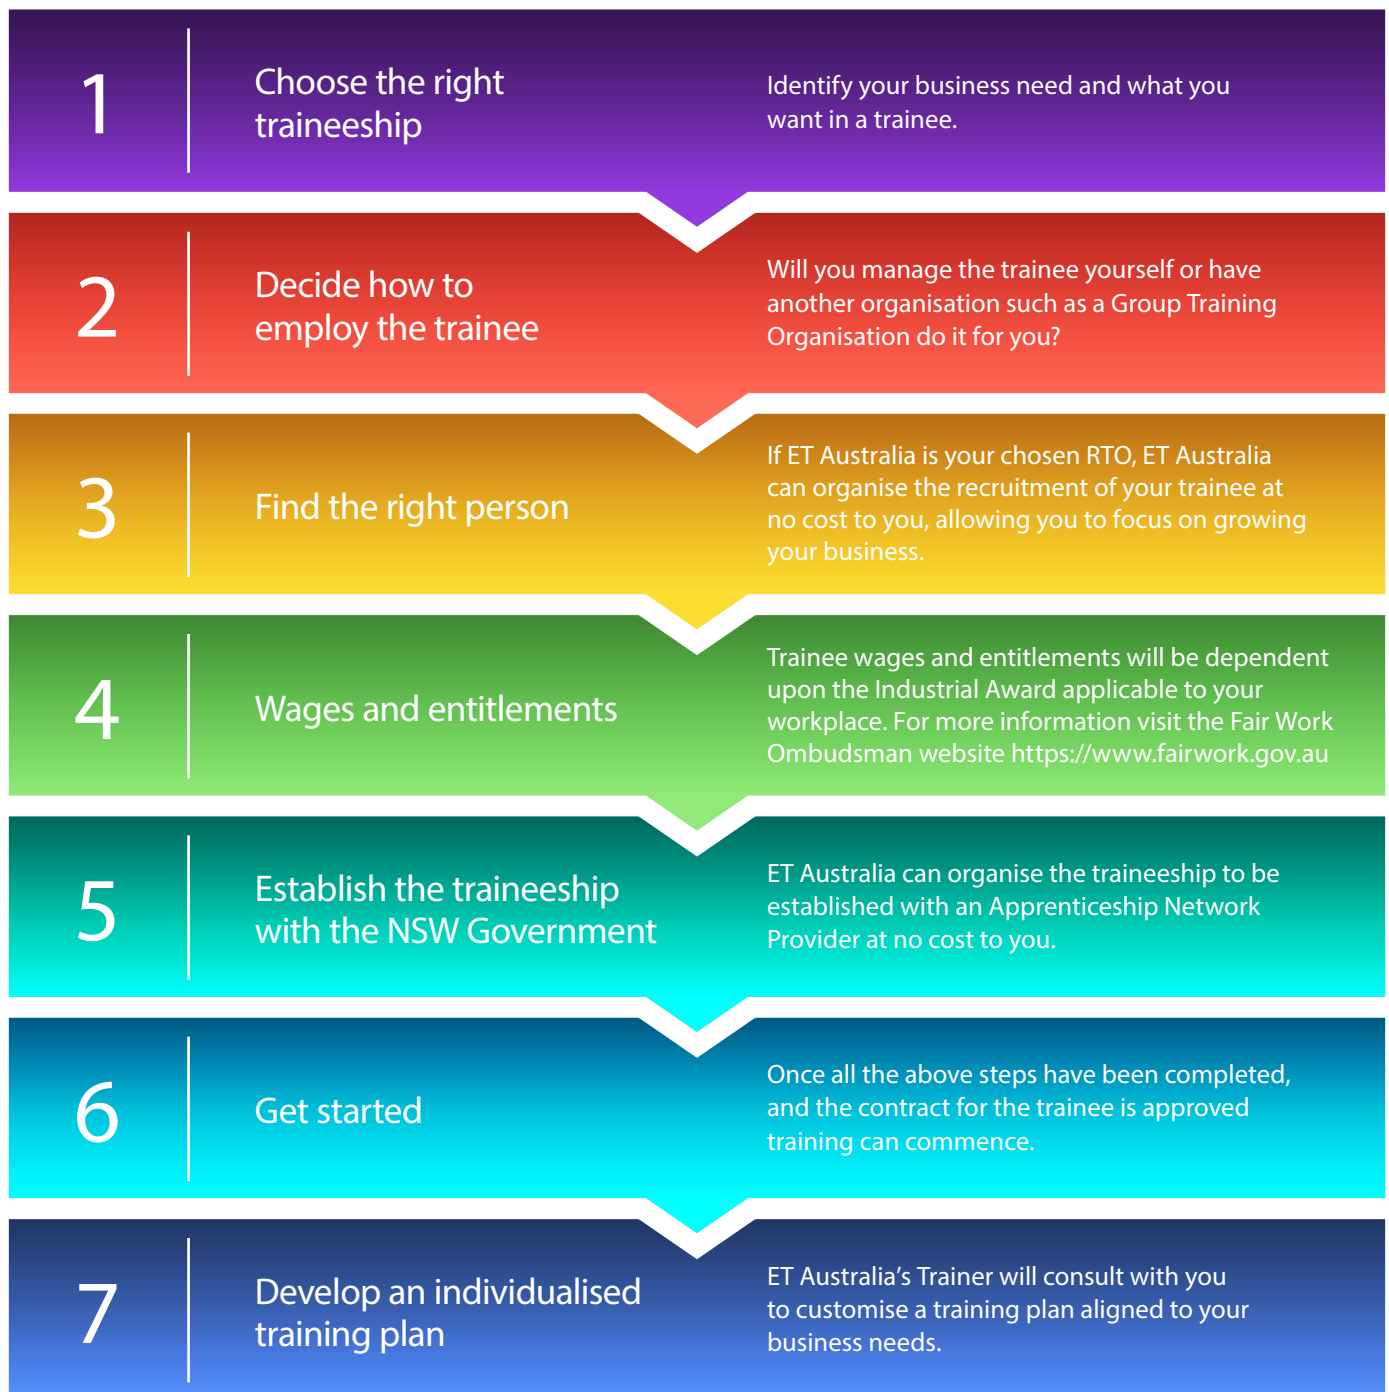 1
Choose the right
traineeship
Identify your business need and what you
want in a trainee.
2
Decide how to
employ the trainee
Will you manage the trainee yourself or have
another organisation such as a Group Training
Organisation do it for you?
3
Find the right person
If ET Australia is your chosen RTO, ET Australia
can organise the recruitment of your trainee at
no cost to you, allowing you to focus on growing
your business.
4
Wages and entitlements
Trainee wages and entitlements will be dependent
upon the Industrial Award applicable to your
workplace. For more information visit the Fair Work
Ombudsman website https://www.fairwork.gov.au
5
Establish the traineeship
with the NSW Government
ET Australia can organise the traineeship to be
established with an Apprenticeship Network
Provider at no cost to you.
6
Get started
Once all the above steps have been completed,
and the contract for the trainee is approved
training can commence.
7
Develop an individualised
training plan
ET Australia’s Trainer will consult with you
to customise a training plan aligned to your
business needs.